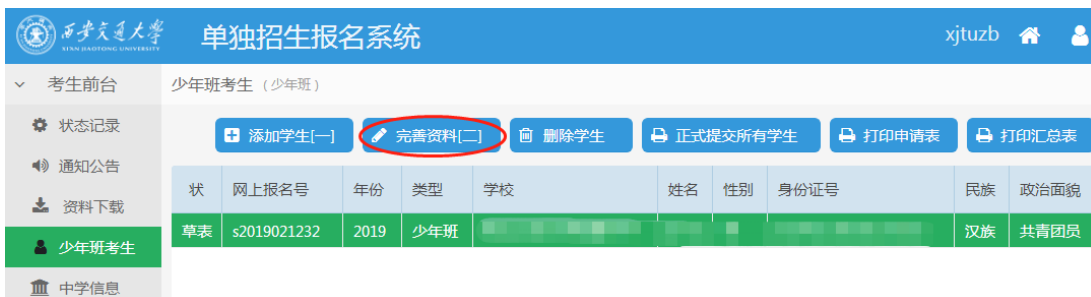 西安交通大学 单独招生报名系统 xjtuzb
XI'AN JIAOTONG UNIVERSITY
考生前台 少年班考生（少年班）
状态记录
添加学生[一] 完善资料[二] 删除学生 正式提交所有学生 打印申请表 打印汇总表
通知公告
状 网上报名号 年份 类型 学校 姓名 性别 身份证号 民族 政治面貌
资料下载
草表 s2019021232 2019 少年班 汉族 共青团员
少年班考生
中学信息